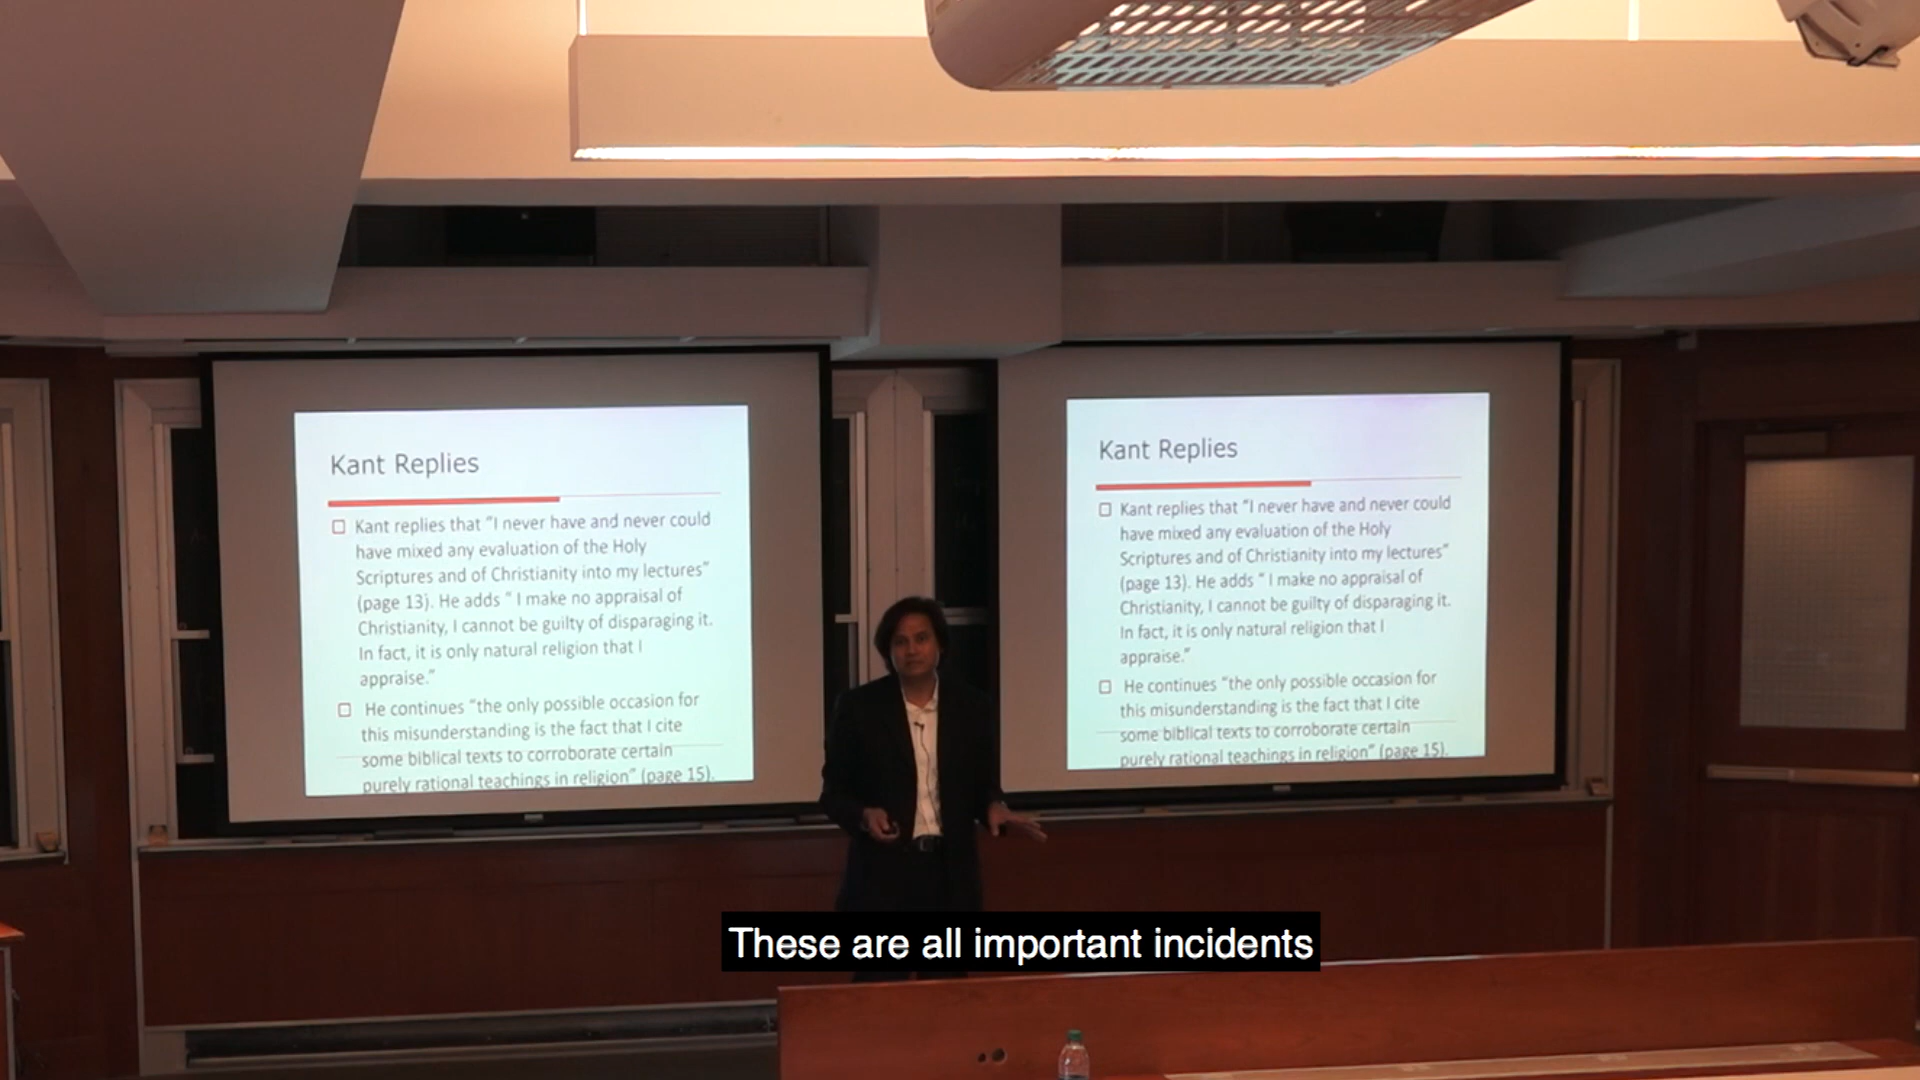 Kant Replies
Kant replies that “I never have and never could
have mixed any evaluation of the Holy
Scriptures and of Christianity into my lectures”
(page 13). He adds “ I make no appraisal of
Christianity, I cannot be guilty of disparaging it.
In fact, it is only natural religion that I
appraise.”
He continues “the only possible occasion for
this misunderstanding is the fact that I cite
some biblical texts to corroborate certain
purely rational teachings in religion” (page 15).
Kant Replies
Kant replies that “I never have and never could
have mixed any evaluation of the Holy
Scriptures and of Christianity into my lectures”
(page 13). He adds “ I make no appraisal of
Christianity, I cannot be guilty of disparaging it.
In fact, it is only natural religion that I
appraise.”
He continues “the only possible occasion for
this misunderstanding is the fact that I cite
some biblical texts to corroborate certain
purely rational teachings in religion” (page 15).
These are all important incidents